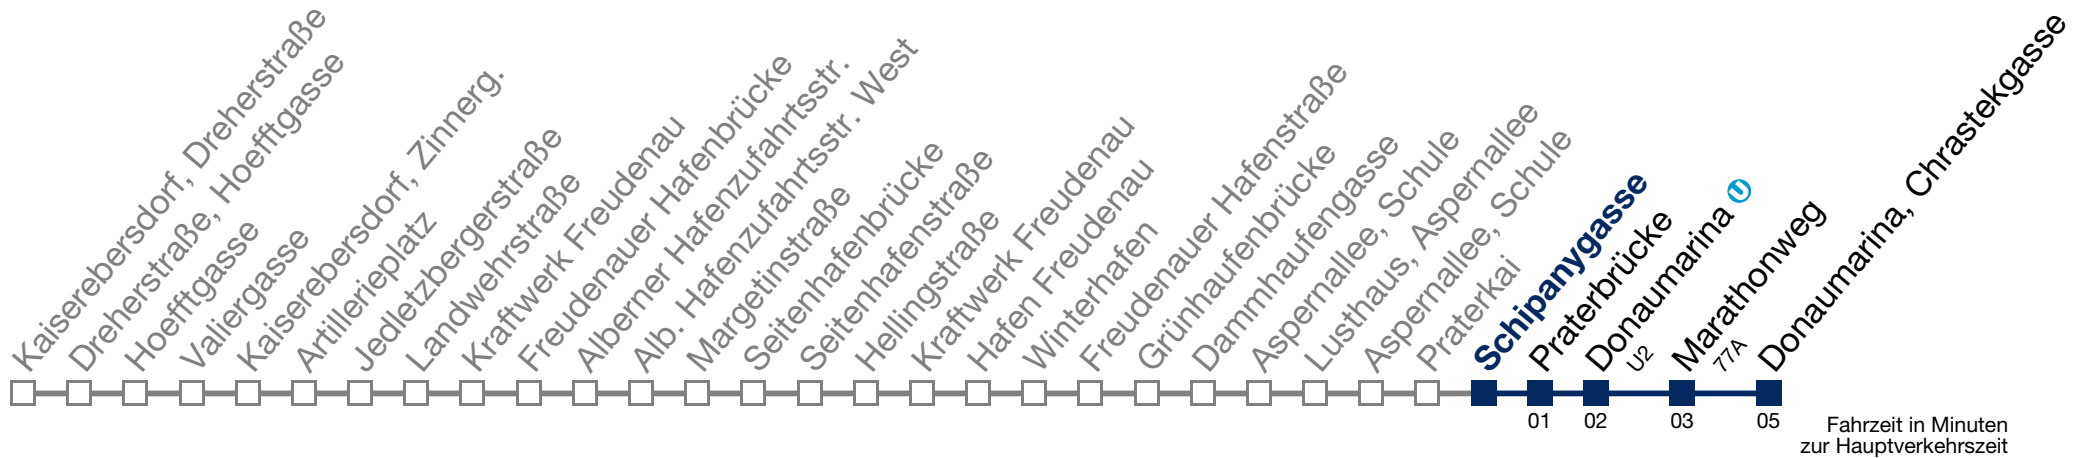 Kaiserebersdorf, Dreherstraße
Dreherstraße, Hoefftgasse
Hoefftgasse
Valiergasse
Kaiserebersdorf, Zinnerg.
Artillerieplatz
Jedletzbergerstraße
Landwehrstraße
Kraftwerk Freudenau
Freudenauer Hafenbrücke
Alberner Hafenzufahrtsstr.
Alb. Hafenzufahrtsstr. West
Margetinstraße
Seitenhafenbrücke
Seitenhafenstraße
Hellingstraße
Kraftwerk Freudenau
Hafen Freudenau
Winterhafen
Freudenauer Hafenstraße
Grünhaufenbrücke
Dammhaufengasse
Aspernallee, Schule
Lusthaus, Aspernallee
Aspernallee, Schule
Praterkai
Schipanygasse
Praterbrücke
Donaumarina U
U2
Marathonweg
77A
Donaumarina, Chrastekgasse
01 02 03 05
Fahrzeit in Minuten
zur Hauptverkehrszeit